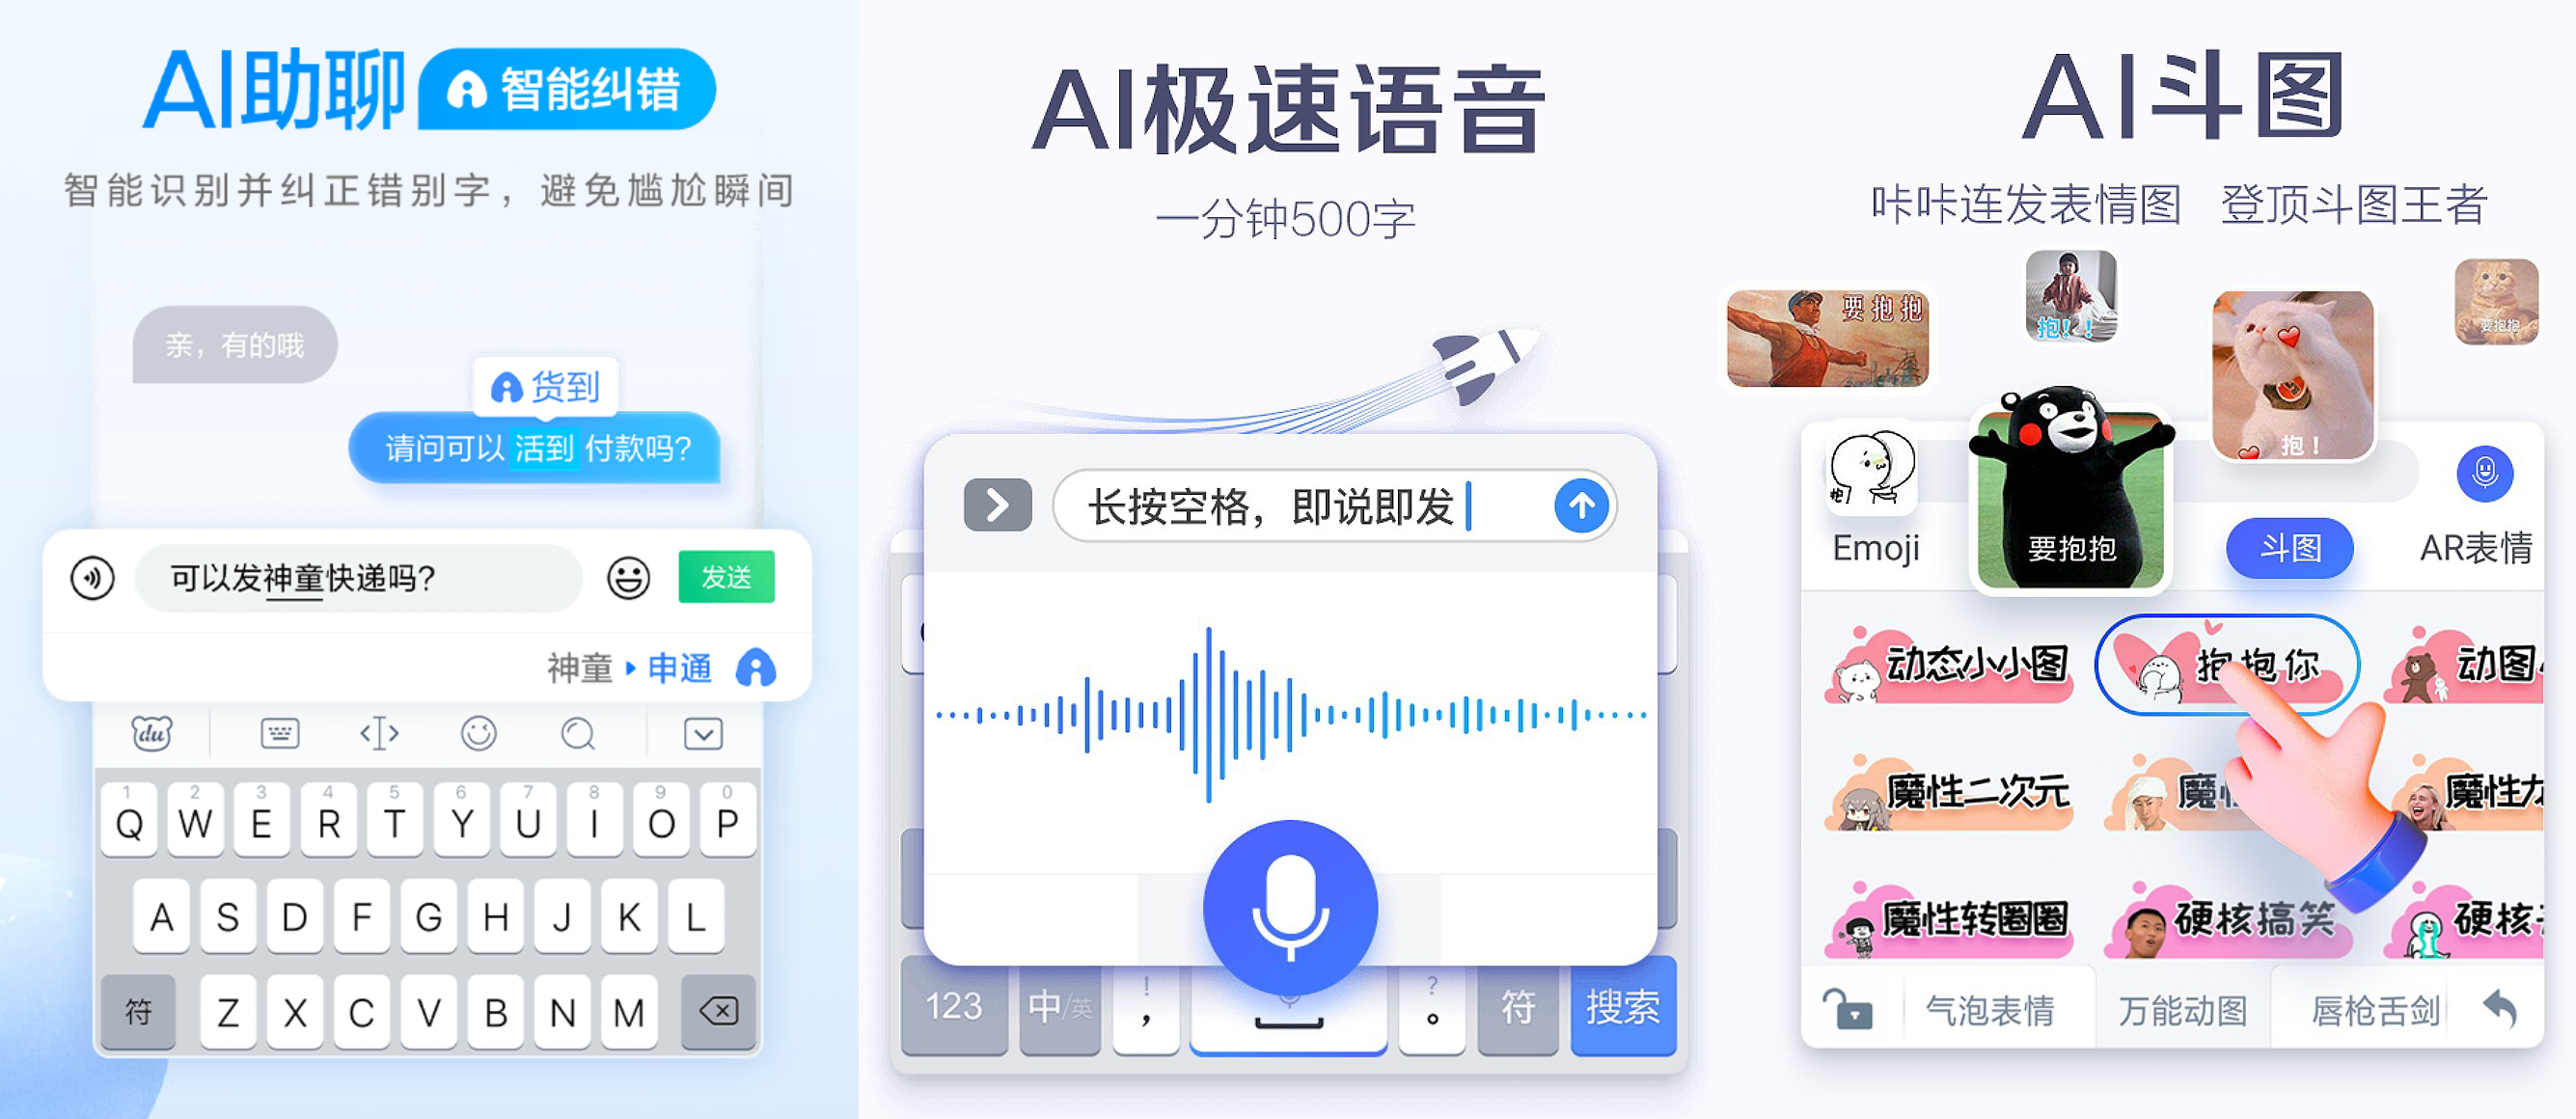 AI助聊 智能纠错
智能识别并纠正错别字，避免尴尬瞬间
亲，有的哦
货到
请问可以 活到 付款吗?
可以发神童快递吗?
发送
神童 申通
du
1 2 3 4 5 6 7 8 9 0
Q W E R T Y U I O P
A S D F G H J K L
符 Z X C V B N M
AI极速语音
一分钟500字
长按空格，即说即发
123 中/英 ! ， ? 。 符 搜索
AI斗图
咔咔连发表情图 登顶斗图王者
要抱抱
抱!!
抱!
要抱抱
抱
要抱抱
Emoji 斗图 AR表情
动态小小图 抱抱你 动图
魔性二次元 魔 魔性
魔性转圈圈 硬核搞笑 硬核
气泡表情 万能动图 唇枪舌剑